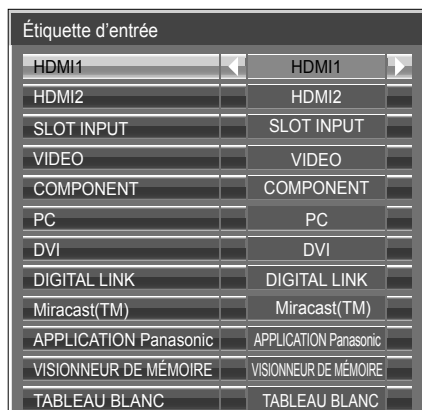 Étiquette d’entrée
HDMI1 HDMI1
HDMI2 HDMI2
SLOT INPUT SLOT INPUT
VIDEO VIDEO
COMPONENT COMPONENT
PC PC
DVI DVI
DIGITAL LINK DIGITAL LINK
Miracast(TM) Miracast(TM)
APPLICATION Panasonic APPLICATION Panasonic
VISIONNEUR DE MÉMOIRE VISIONNEUR DE MÉMOIRE
TABLEAU BLANC TABLEAU BLANC